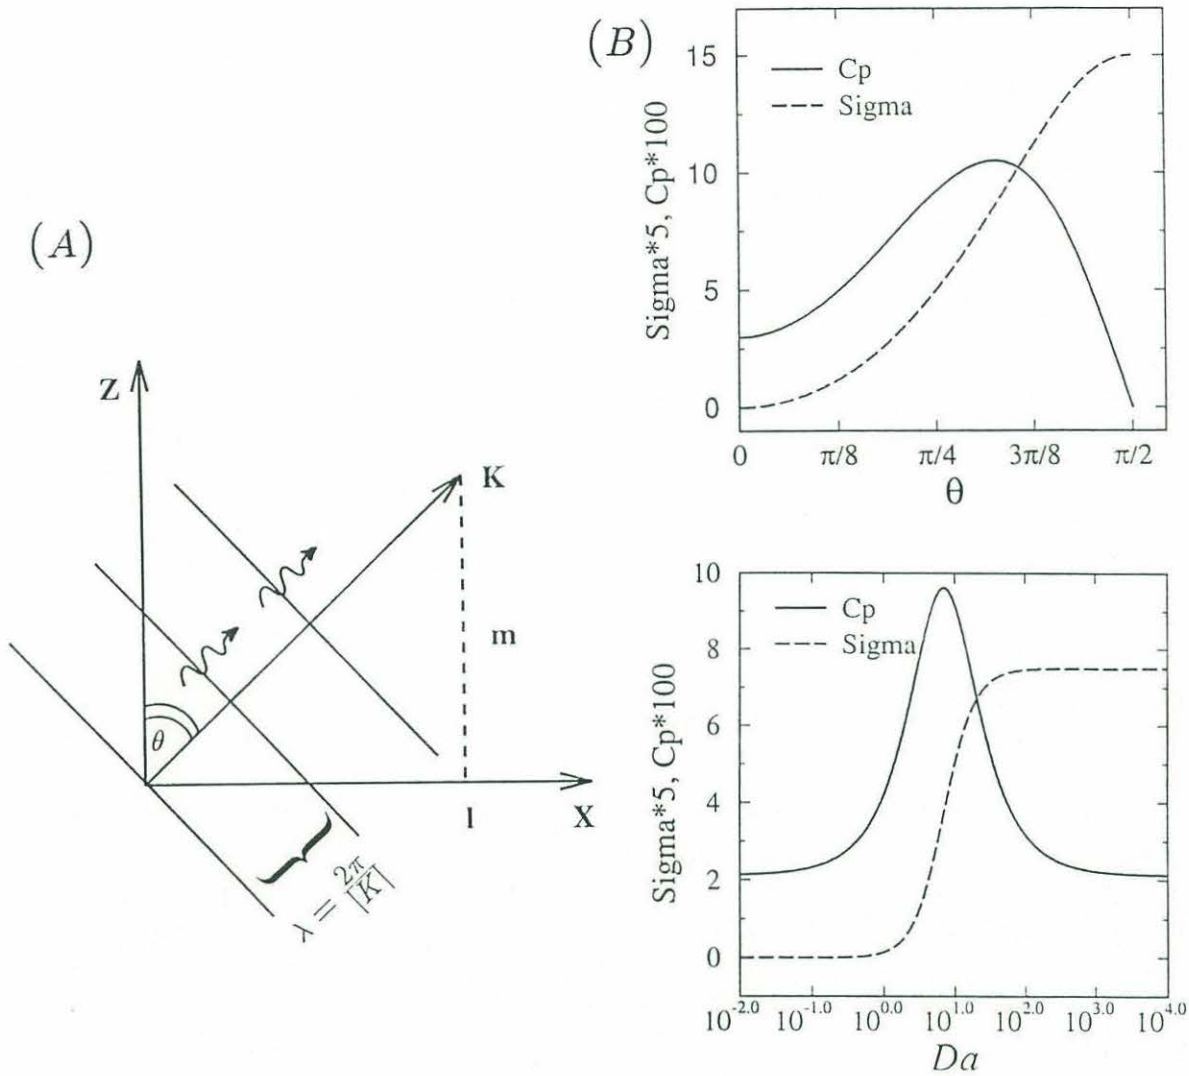 (A)
Z
K
m
θ
l
X
λ = 2π/|K|
(B)
Cp
Sigma
Sigma*5, Cp*100
15
10
5
0
0 π/8 π/4 3π/8 π/2
θ
Cp
Sigma
Sigma*5, Cp*100
10
8
6
4
2
0
10^-2.0 10^-1.0 10^0.0 10^1.0 10^2.0 10^3.0 10^4.0
Da